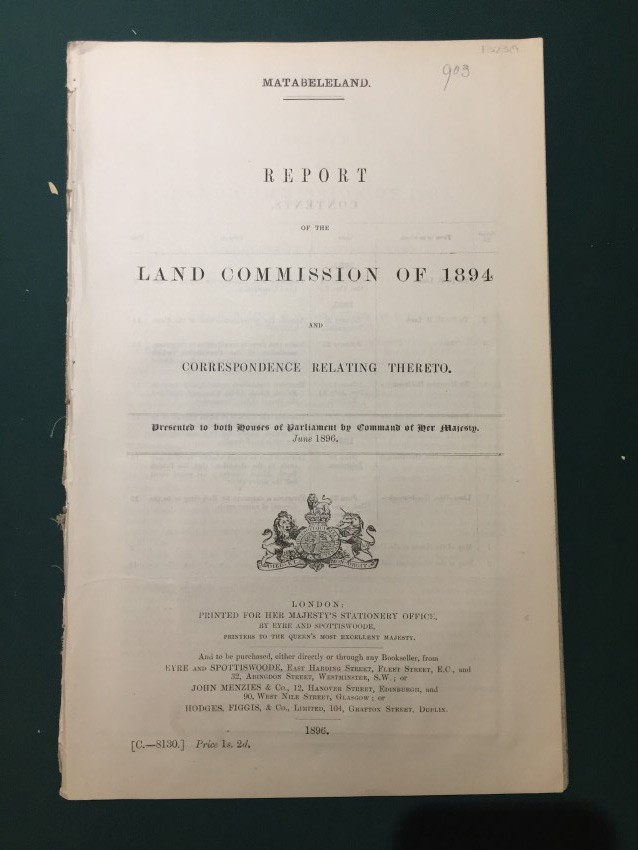 903
MATABELELAND.
REPORT
OF THE
LAND COMMISSION OF 1894
AND
CORRESPONDENCE RELATING THERETO.
Presented to both Houses of Parliament by Command of Her Majesty.
June 1896.
LONDON:
PRINTED FOR HER MAJESTY'S STATIONERY OFFICE,
BY EYRE AND SPOTTISWOODE,
PRINTERS TO THE QUEEN'S MOST EXCELLENT MAJESTY.
And to be purchased, either directly or through any Bookseller, from
EYRE AND SPOTTISWOODE, EAST HARDING STREET, FLEET STREET, E.C., and
32, ABINGDON STREET, WESTMINSTER, S.W.; or
JOHN MENZIES & Co., 12, HANOVER STREET, EDINBURGH, and
90, WEST NILE STREET, GLASGOW; or
HODGES, FIGGIS, & Co., LIMITED, 104, GRAFTON STREET, DUBLIN.
1896.
[C.—8130.] Price 1s. 2d.